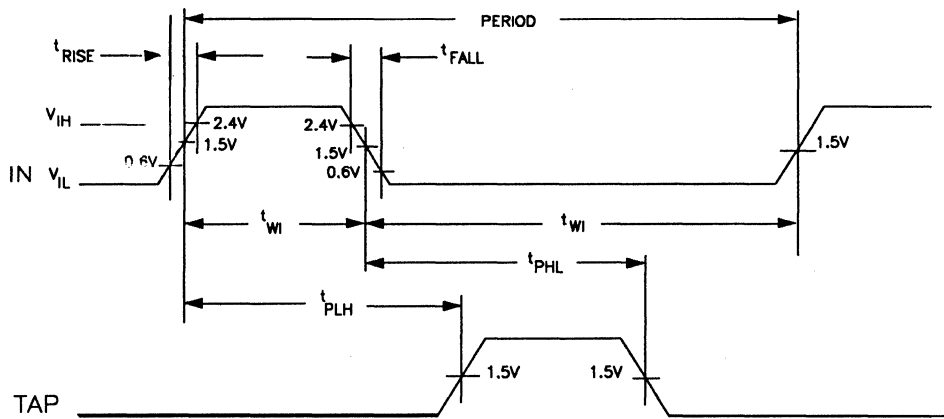 PERIOD
tRISE
tFALL
VIH
2.4V
2.4V
1.5V
1.5V
1.5V
0.6V
0.6V
IN VIL
tWI
tWI
tPHL
tPLH
1.5V
1.5V
TAP